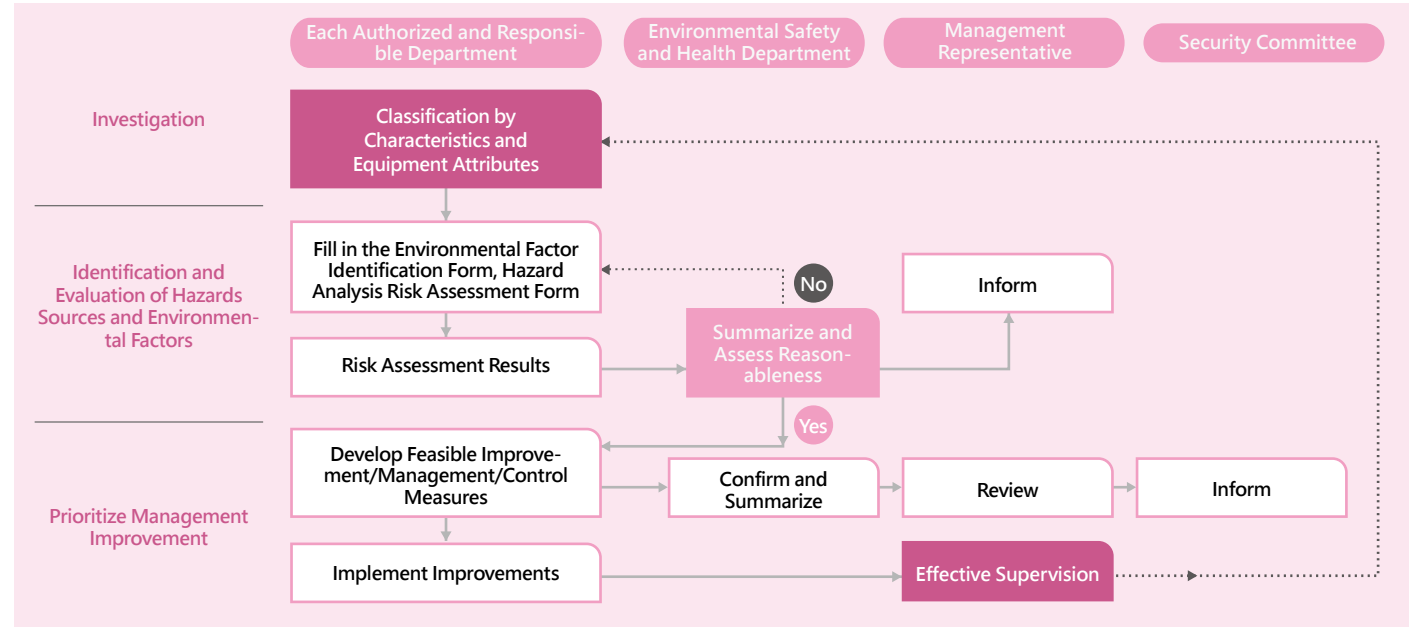 Each Authorized and Responsi-
ble Department
Environmental Safety
and Health Department
Management
Representative
Security Committee
Investigation
Classification by
Characteristics and
Equipment Attributes
Identification and
Evaluation of Hazards
Sources and Environmen-
tal Factors
Fill in the Environmental Factor
Identification Form, Hazard
Analysis Risk Assessment Form
No
Inform
Summarize and
Assess Reason-
ableness
Risk Assessment Results
Yes
Prioritize Management
Improvement
Develop Feasible Improve-
ment/Management/Control
Measures
Confirm and
Summarize
Review
Inform
Implement Improvements
Effective Supervision